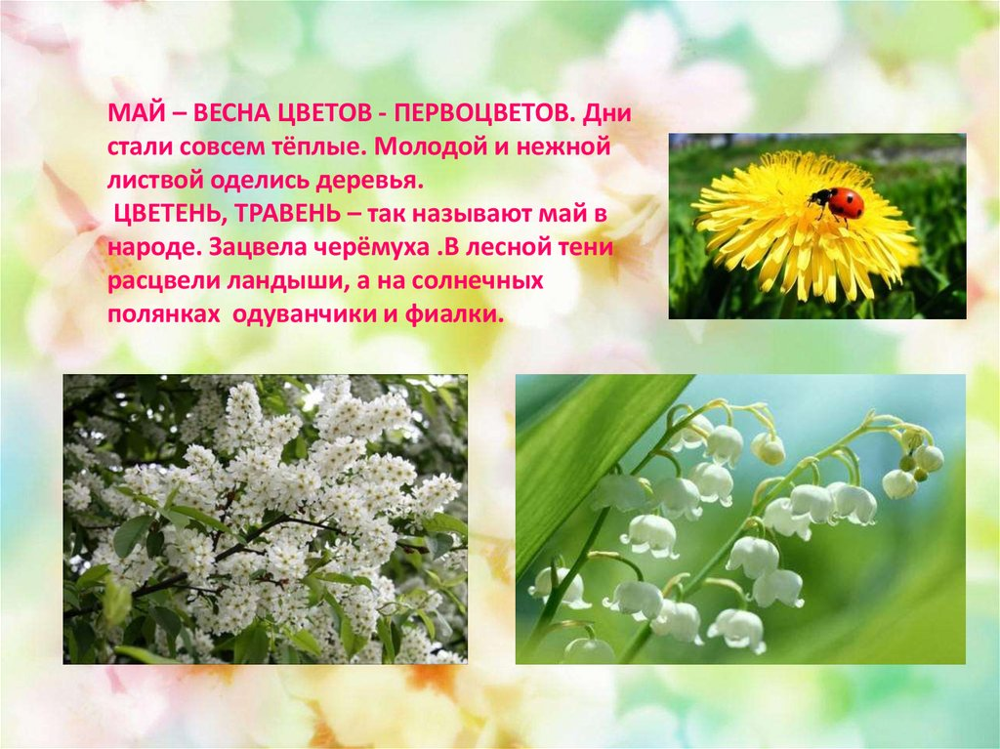 МАЙ – ВЕСНА ЦВЕТОВ - ПЕРВОЦВЕТОВ. Дни
стали совсем тёплые. Молодой и нежной
листвой оделись деревья.
ЦВЕТЕНЬ, ТРАВЕНЬ – так называют май в
народе. Зацвела черёмуха .В лесной тени
расцвели ландыши, а на солнечных
полянках  одуванчики и фиалки.